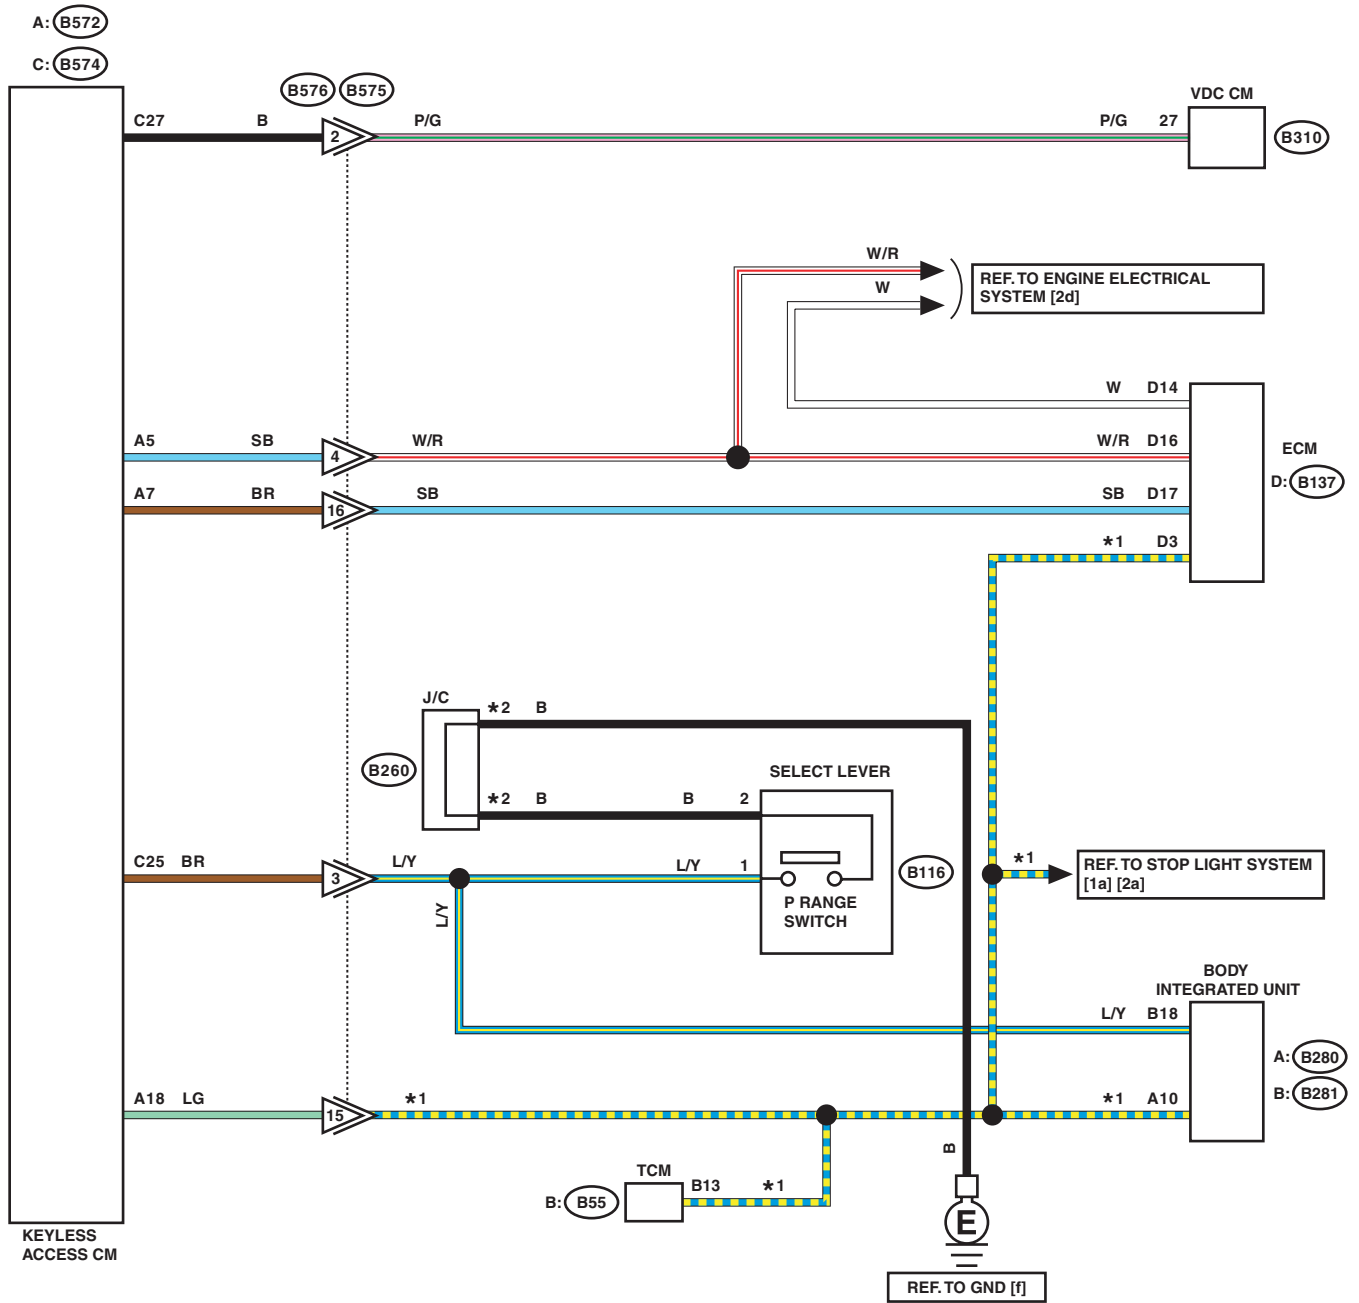 A: B572
C: B574
B576 B575
VDC CM
C27 B 2 P/G P/G 27
B310
W/R
W
REF. TO ENGINE ELECTRICAL
SYSTEM [2d]
W D14
A5 SB 4 W/R W/R D16
ECM
D: B137
A7 BR 16 SB SB D17
*1 D3
J/C
*2 B
B260
SELECT LEVER
*2 B B 2
C25 BR 3 L/Y L/Y 1
B116
P RANGE
SWITCH
*1
REF. TO STOP LIGHT SYSTEM
[1a] [2a]
L/Y
BODY
INTEGRATED UNIT
L/Y B18
A: B280
B: B281
A18 LG 15 *1 *1 A10
B
TCM
B: B55
B13 *1
E
KEYLESS
ACCESS CM
REF. TO GND [f]